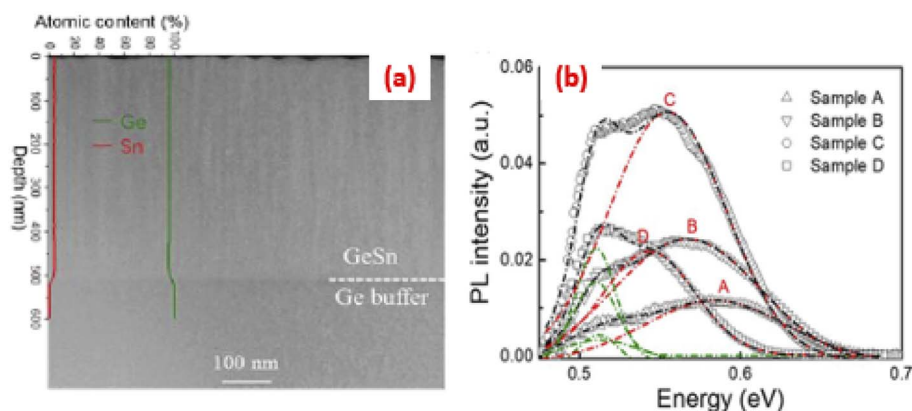 Atomic content (%)
0 20 40 60 80 100
(a)
0
100
200
300
400
500
600
Depth (nm)
Ge
Sn
GeSn
Ge buffer
100 nm
(b)
0.06
0.04
0.02
0.00
PL intensity (a.u.)
C
D
B
A
Sample A
Sample B
Sample C
Sample D
0.5 0.6 0.7
Energy (eV)